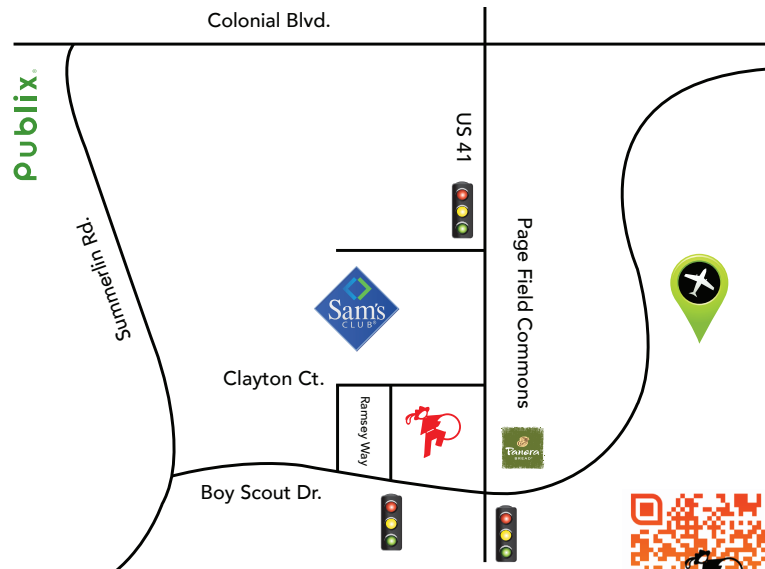 Colonial Blvd.
Publix.
US 41
Summerlin Rd.
Page Field Commons
Sam's
CLUB®
Clayton Ct.
Ramsey Way
Panera
BREAD®
Boy Scout Dr.